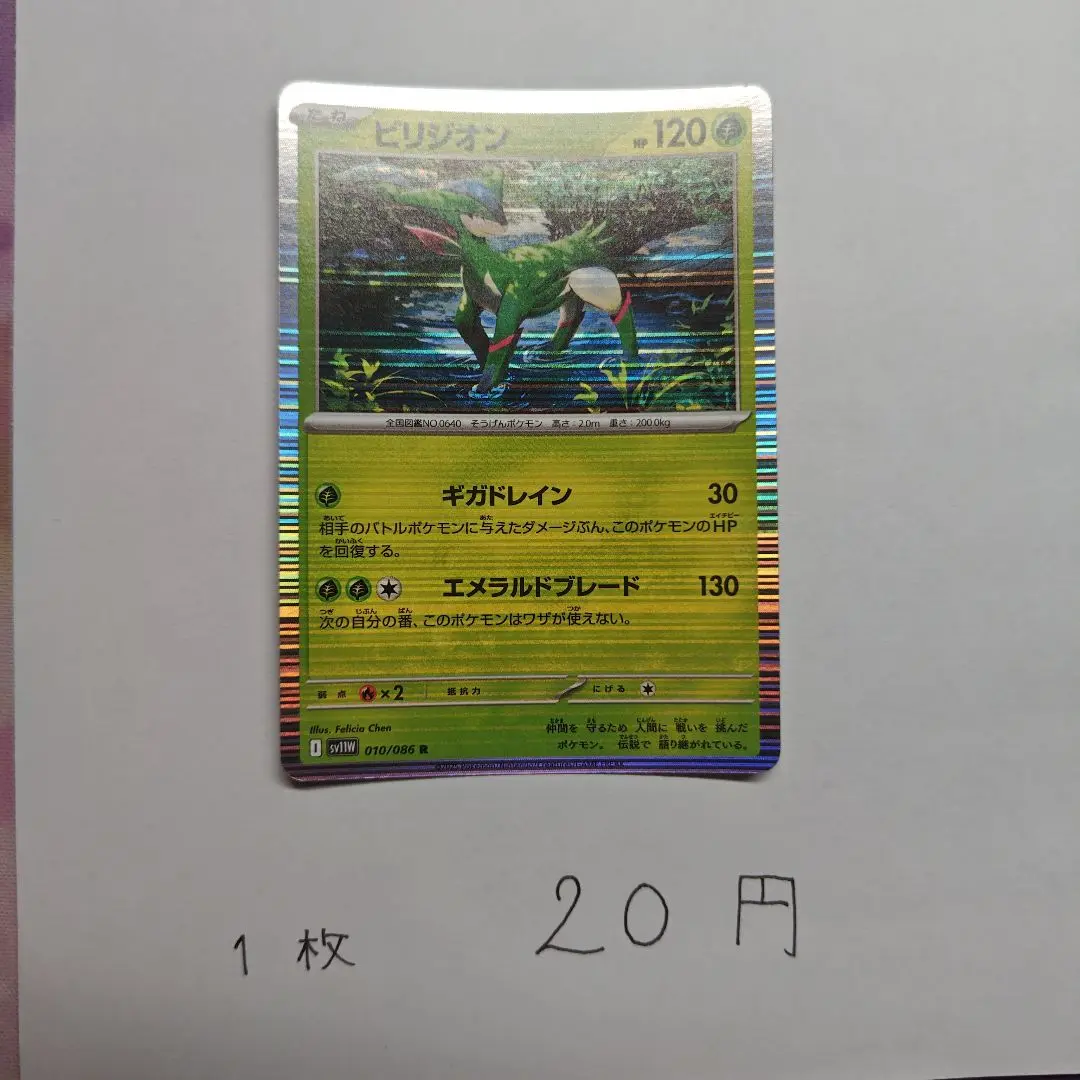 たね ビリジオン HP 120
全国図鑑NO 0640 そうげんポケモン 高さ：2.0m 重さ：200.0kg
ギガドレイン 30
相手のバトルポケモンに与えたダメージぶん、このポケモンのHP
を回復する。
エメラルドブレード 130
次の自分の番、このポケモンはワザが使えない。
弱点 ×2 抵抗力 にげる
Illus. Felicia Chen
仲間を 守るため 人間に 戦いを 挑んだ
ポケモン。 伝説で 語り継がれている。
I sv11W 010/086 R
©2025 Pokémon/Nintendo/Creatures/GAME FREAK
1枚 20円